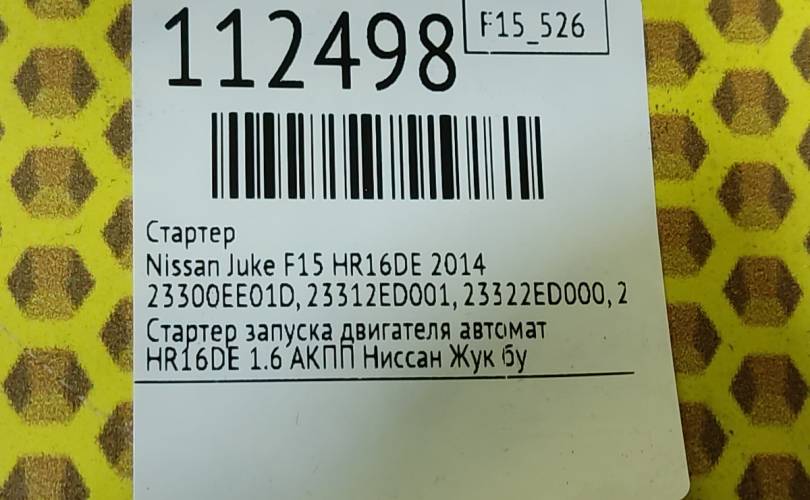 112498
F15_526
Стартер
Nissan Juke F15 HR16DE 2014
23300EE01D, 23312ED001, 23322ED000, 2
Стартер запуска двигателя автомат
HR16DE 1.6 АКПП Ниссан Жук бу